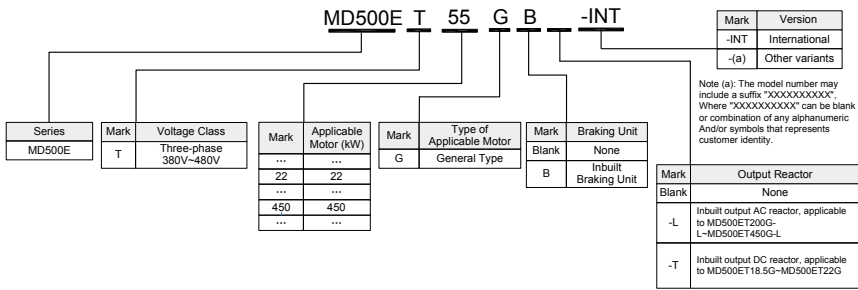 MD500E T 55 G B -INT
Mark Version
-INT International
-(a) Other variants
Note (a): The model number may
include a suffix "XXXXXXXXXX",
Where "XXXXXXXXXX" can be blank
or combination of any alphanumeric
And/or symbols that represents
customer identity.
Series
MD500E
Mark Voltage Class
T Three-phase
380V~480V
Mark Applicable
Motor (kW)
... ...
22 22
... ...
450 450
... ...
Mark Type of
Applicable Motor
G General Type
Mark Braking Unit
Blank None
B Inbuilt
Braking Unit
Mark Output Reactor
Blank None
-L Inbuilt output AC reactor, applicable
to MD500ET200G-
L~MD500ET450G-L
-T Inbuilt output DC reactor, applicable
to MD500ET18.5G~MD500ET22G